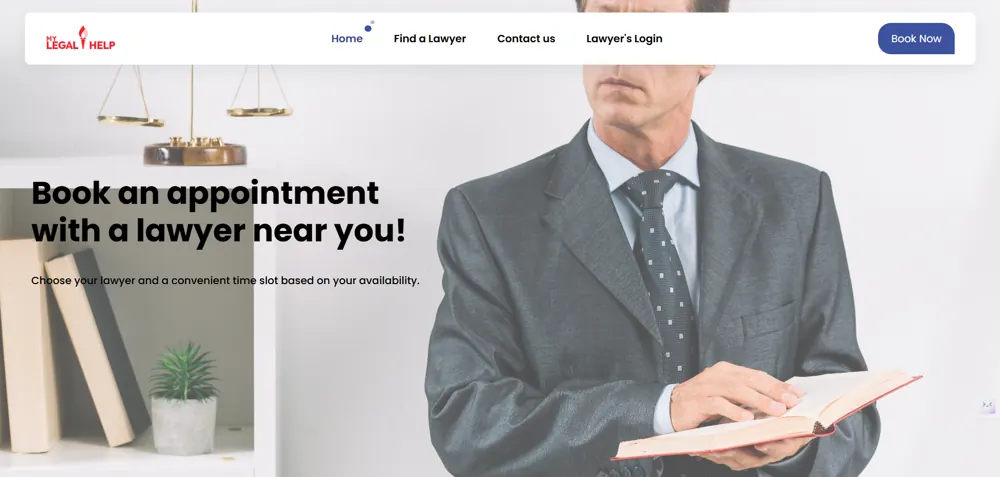 MY
LEGAL HELP
Home
Find a Lawyer
Contact us
Lawyer's Login
Book Now
Book an appointment
with a lawyer near you!
Choose your lawyer and a convenient time slot based on your availability.